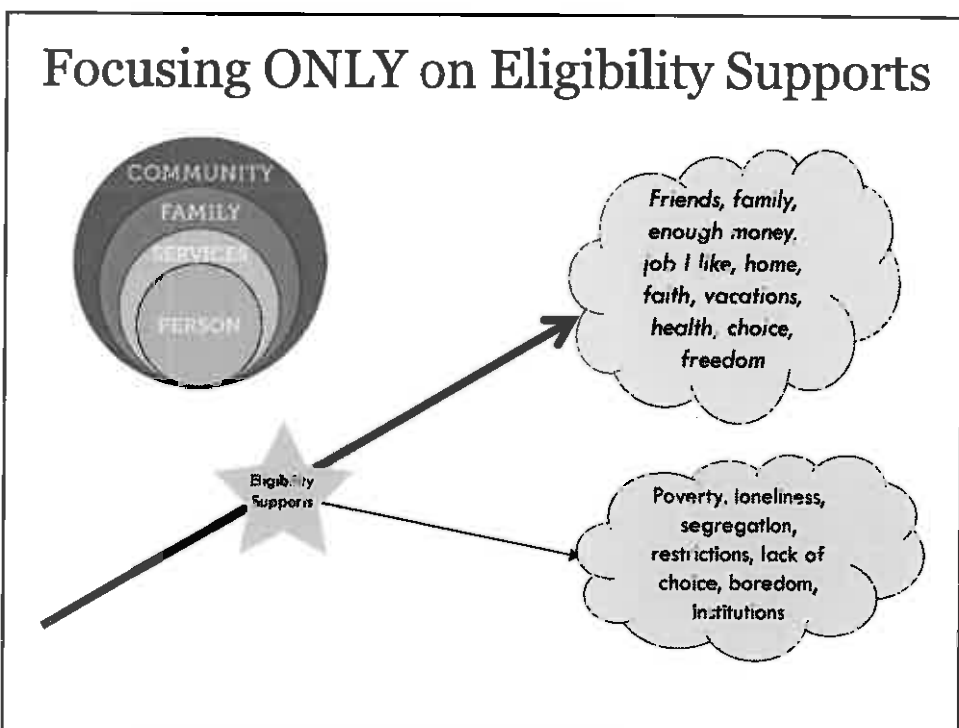 Focusing ONLY on Eligibility Supports
COMMUNITY
FAMILY
SERVICES
PERSON
Friends, family,
enough money,
job I like, home,
faith, vacations,
health, choice,
freedom
Eligibility
Supports
Poverty, loneliness,
segregation,
restrictions, lack of
choice, boredom,
institutions